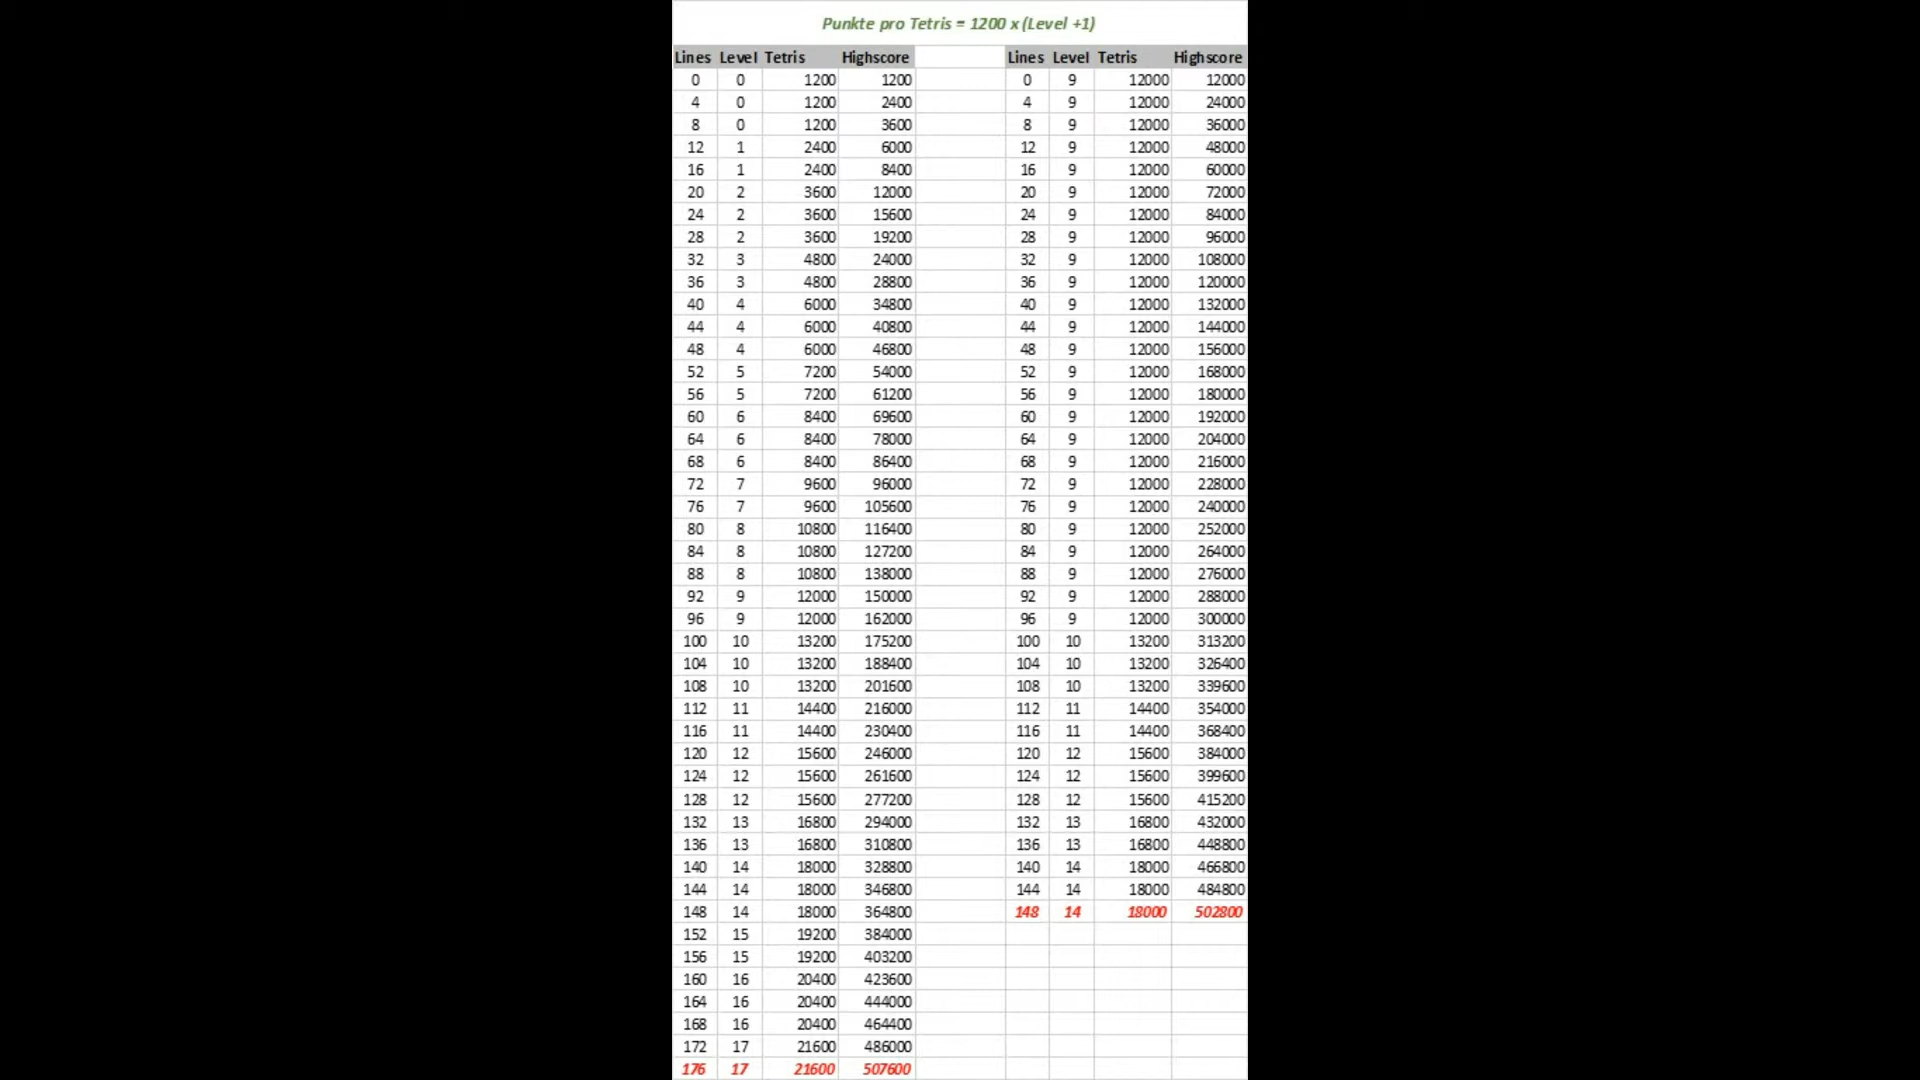 Punkte pro Tetris = 1200 x (Level +1)
Lines Level Tetris Highscore Lines Level Tetris Highscore
0 0 1200 1200 0 9 12000 12000
4 0 1200 2400 4 9 12000 24000
8 0 1200 3600 8 9 12000 36000
12 1 2400 6000 12 9 12000 48000
16 1 2400 8400 16 9 12000 60000
20 2 3600 12000 20 9 12000 72000
24 2 3600 15600 24 9 12000 84000
28 2 3600 19200 28 9 12000 96000
32 3 4800 24000 32 9 12000 108000
36 3 4800 28800 36 9 12000 120000
40 4 6000 34800 40 9 12000 132000
44 4 6000 40800 44 9 12000 144000
48 4 6000 46800 48 9 12000 156000
52 5 7200 54000 52 9 12000 168000
56 5 7200 61200 56 9 12000 180000
60 6 8400 69600 60 9 12000 192000
64 6 8400 78000 64 9 12000 204000
68 6 8400 86400 68 9 12000 216000
72 7 9600 96000 72 9 12000 228000
76 7 9600 105600 76 9 12000 240000
80 8 10800 116400 80 9 12000 252000
84 8 10800 127200 84 9 12000 264000
88 8 10800 138000 88 9 12000 276000
92 9 12000 150000 92 9 12000 288000
96 9 12000 162000 96 9 12000 300000
100 10 13200 175200 100 10 13200 313200
104 10 13200 188400 104 10 13200 326400
108 10 13200 201600 108 10 13200 339600
112 11 14400 216000 112 11 14400 354000
116 11 14400 230400 116 11 14400 368400
120 12 15600 246000 120 12 15600 384000
124 12 15600 261600 124 12 15600 399600
128 12 15600 277200 128 12 15600 415200
132 13 16800 294000 132 13 16800 432000
136 13 16800 310800 136 13 16800 448800
140 14 18000 328800 140 14 18000 466800
144 14 18000 346800 144 14 18000 484800
148 14 18000 364800 148 14 18000 502800
152 15 19200 384000
156 15 19200 403200
160 16 20400 423600
164 16 20400 444000
168 16 20400 464400
172 17 21600 486000
176 17 21600 507600